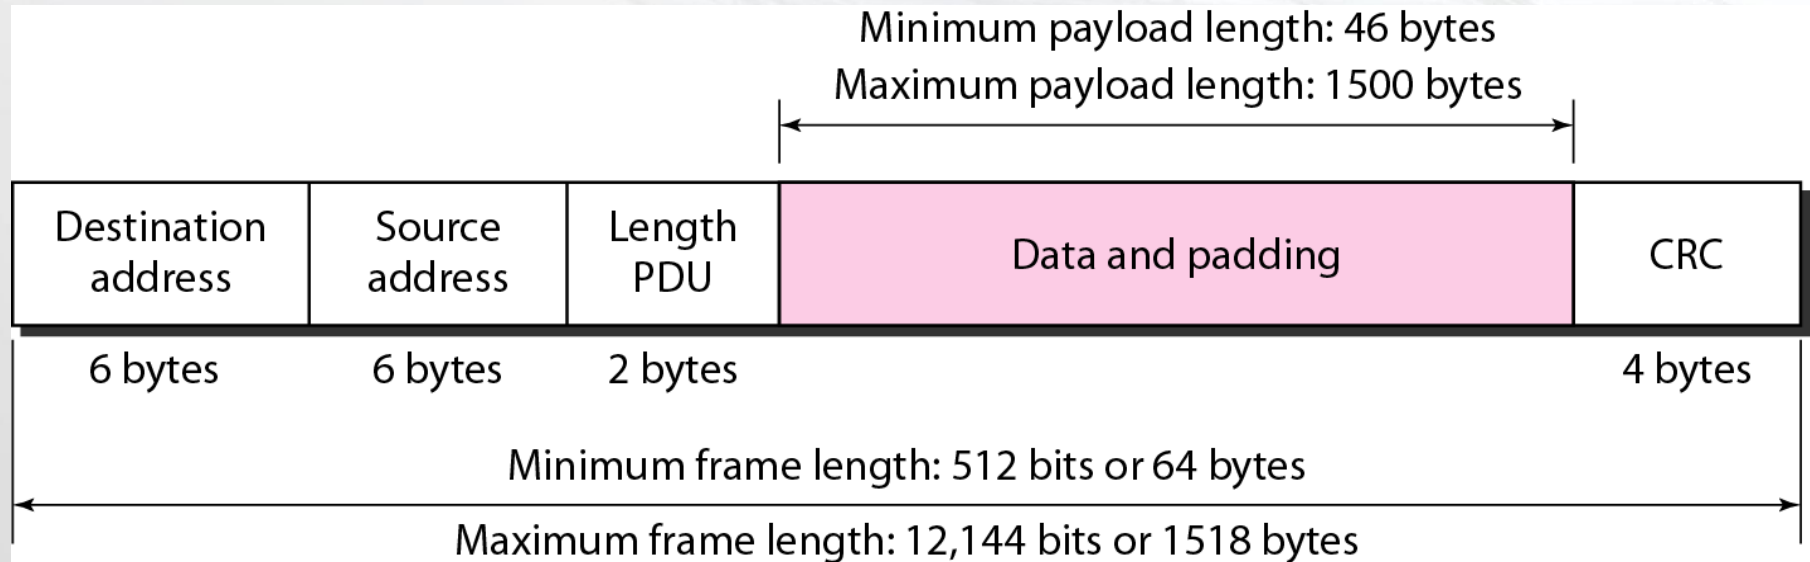 Minimum payload length: 46 bytes
Maximum payload length: 1500 bytes
Destination
address
Source
address
Length
PDU
Data and padding
CRC
6 bytes
6 bytes
2 bytes
4 bytes
Minimum frame length: 512 bits or 64 bytes
Maximum frame length: 12,144 bits or 1518 bytes